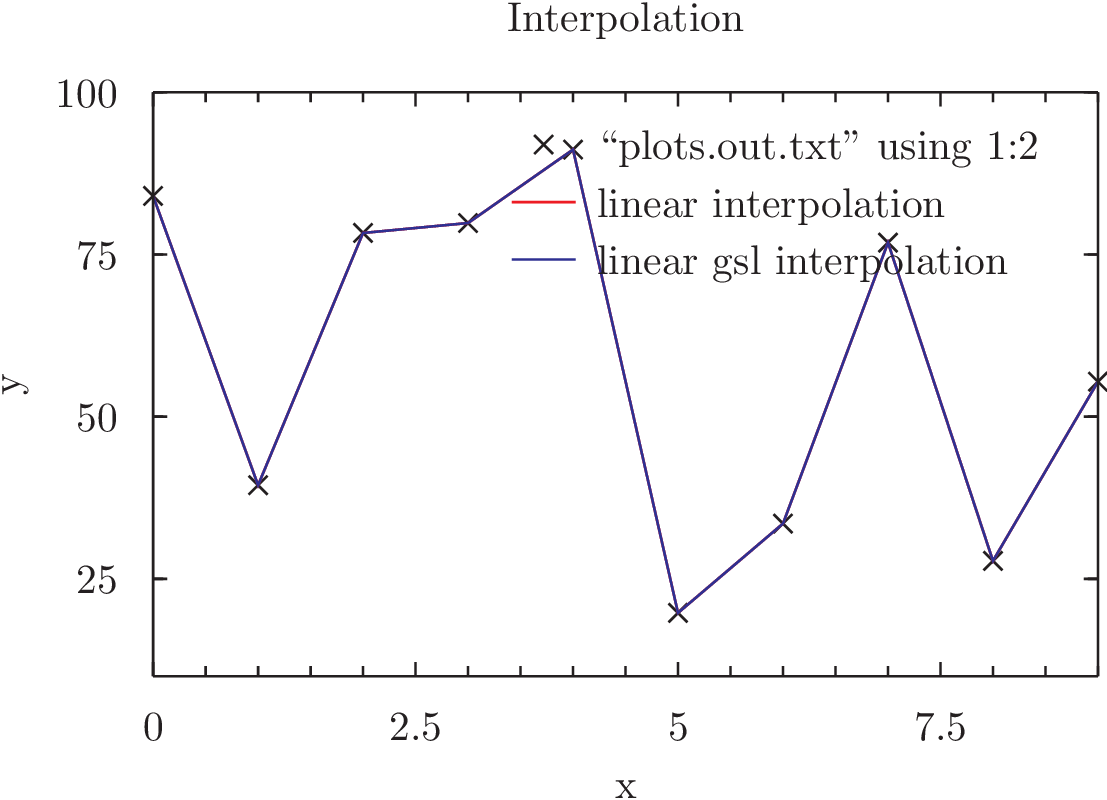 Interpolation
100
“plots.out.txt” using 1:2
linear interpolation
75
linear gsl interpolation
y
50
25
0 2.5 5 7.5
x